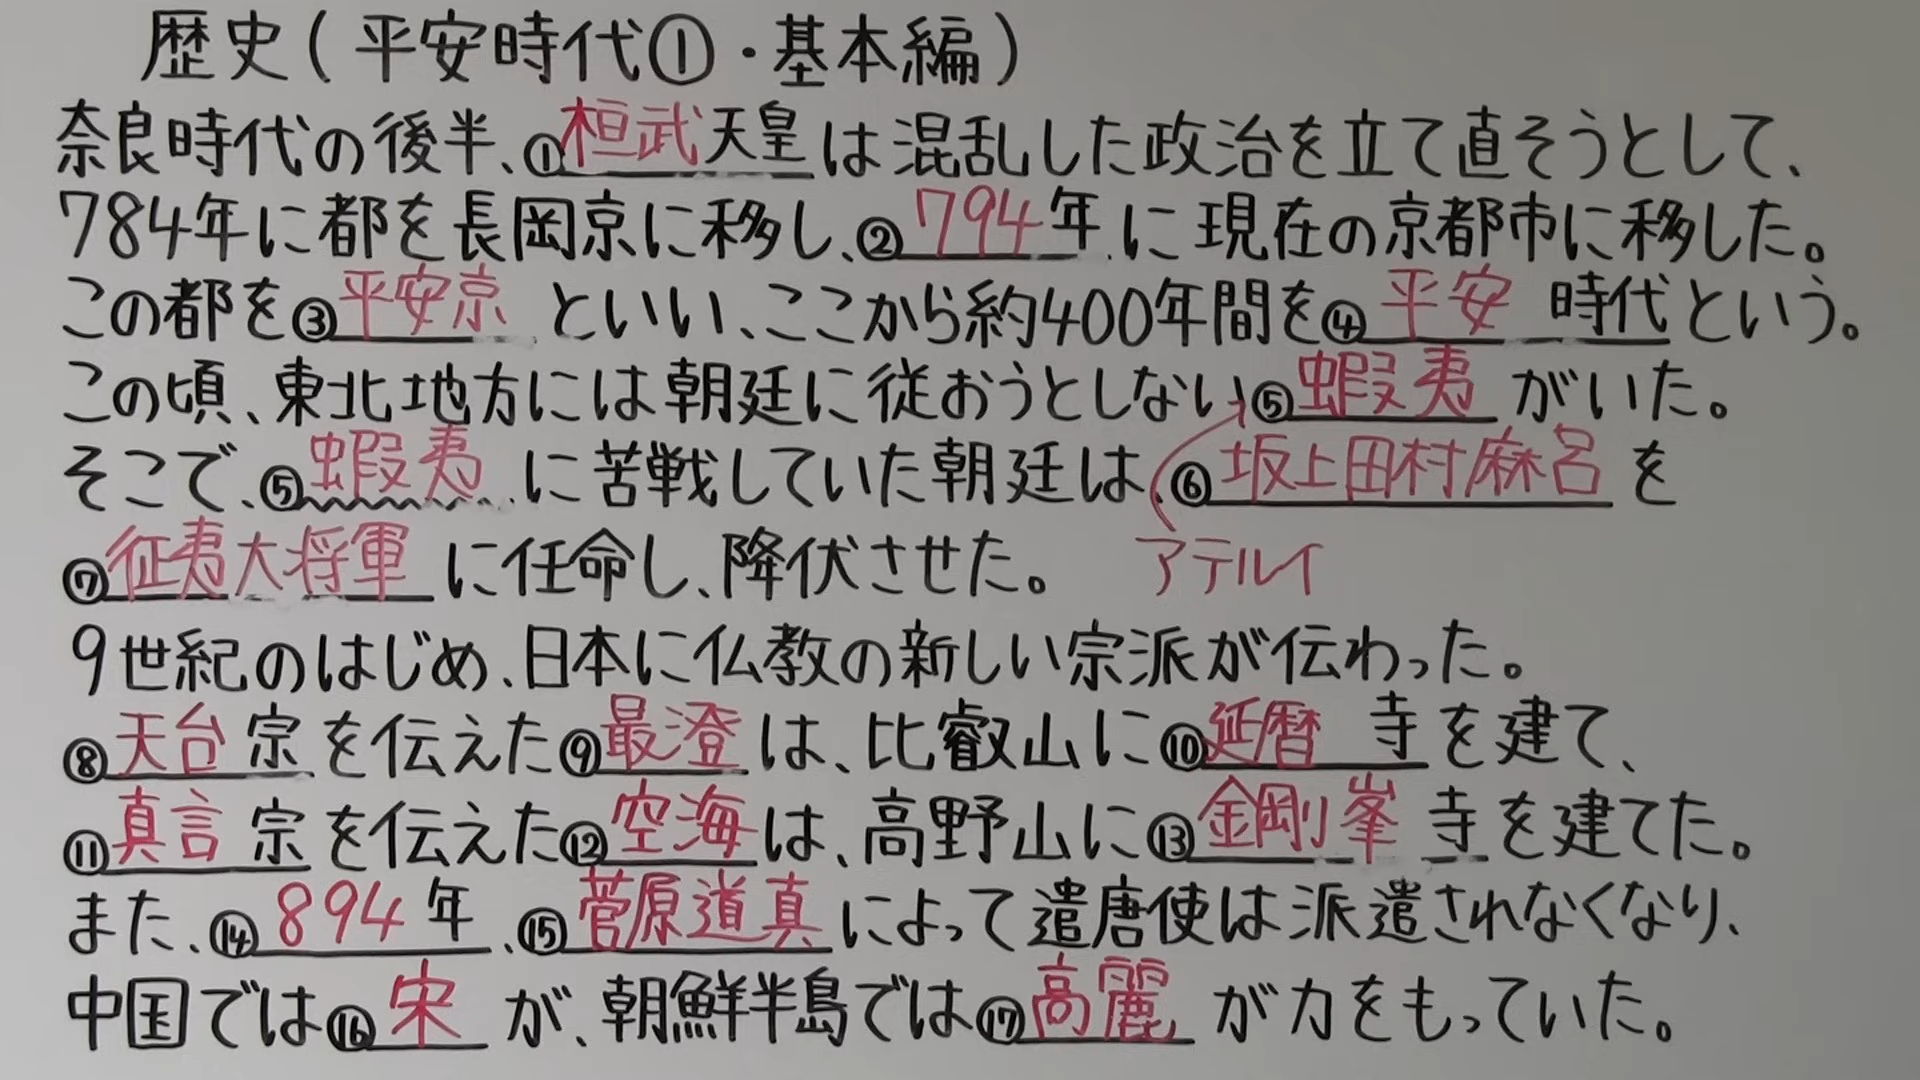 歴史(平安時代①・基本編)
奈良時代の後半、①桓武天皇は混乱した政治を立て直そうとして、
784年に都を長岡京に移し、②794年に現在の京都市に移した。
この都を③平安京といい、ここから約400年間を④平安時代という。
この頃、東北地方には朝廷に従おうとしない⑤蝦夷がいた。
そこで、⑤蝦夷に苦戦していた朝廷は、⑥坂上田村麻呂を
⑦征夷大将軍に任命し、降伏させた。 アテルイ
9世紀のはじめ、日本に仏教の新しい宗派が伝わった。
⑧天台宗を伝えた⑨最澄は、比叡山に⑩延暦寺を建て、
⑪真言宗を伝えた⑫空海は、高野山に⑬金剛峯寺を建てた。
また、⑭894年、⑮菅原道真によって遣唐使は派遣されなくなり、
中国では⑯宋が、朝鮮半島では⑰高麗が力をもっていた。